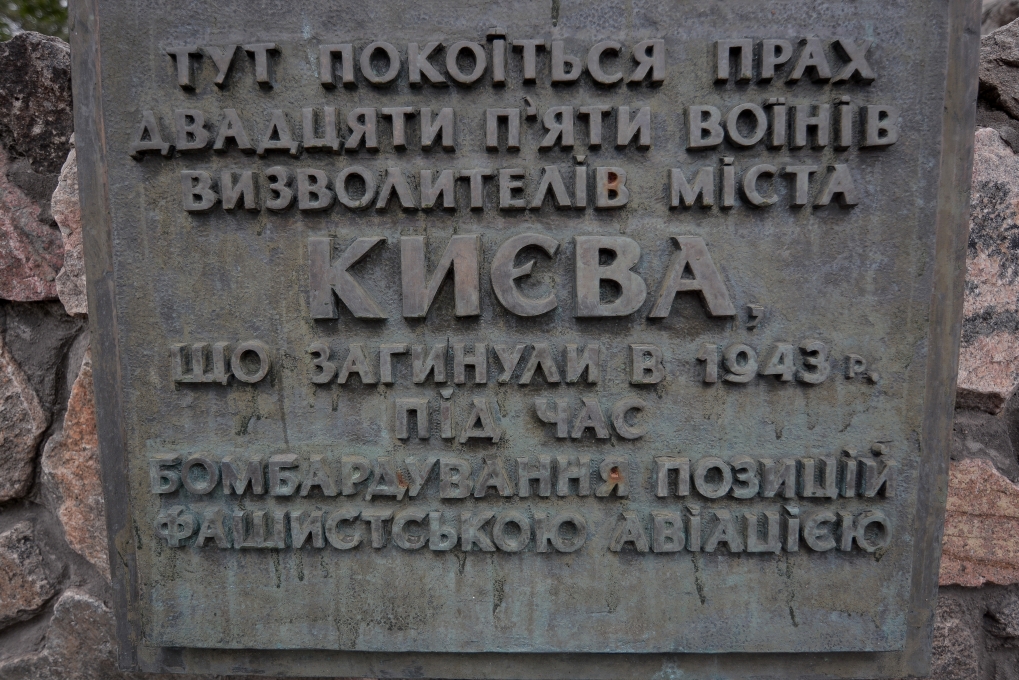 ТУТ ПОКОЇТЬСЯ ПРАХ
ДВАДЦЯТИ П'ЯТИ ВОЇНІВ
ВИЗВОЛИТЕЛІВ МІСТА
КИЄВА,
ЩО ЗАГИНУЛИ В 1943 р.
ПІД ЧАС
БОМБАРДУВАННЯ ПОЗИЦІЙ
ФАШИСТСЬКОЮ АВІАЦІЄЮ